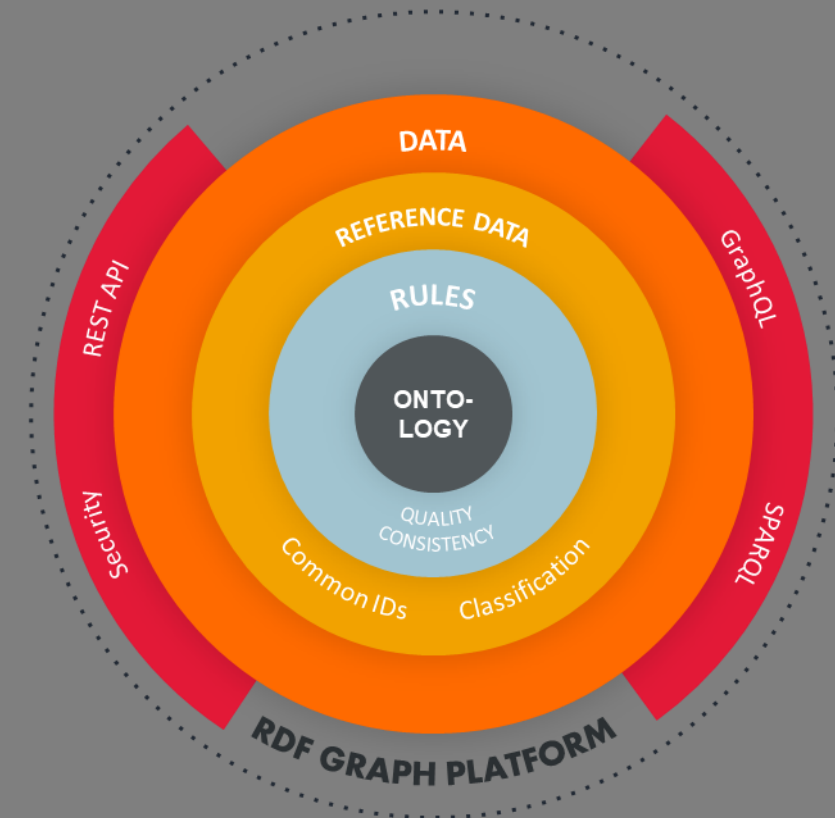 DATA
REFERENCE DATA
RULES
ONTO-
LOGY
QUALITY
CONSISTENCY
Common IDs
Classification
REST API
Security
GraphQL
SPARQL
RDF GRAPH PLATFORM